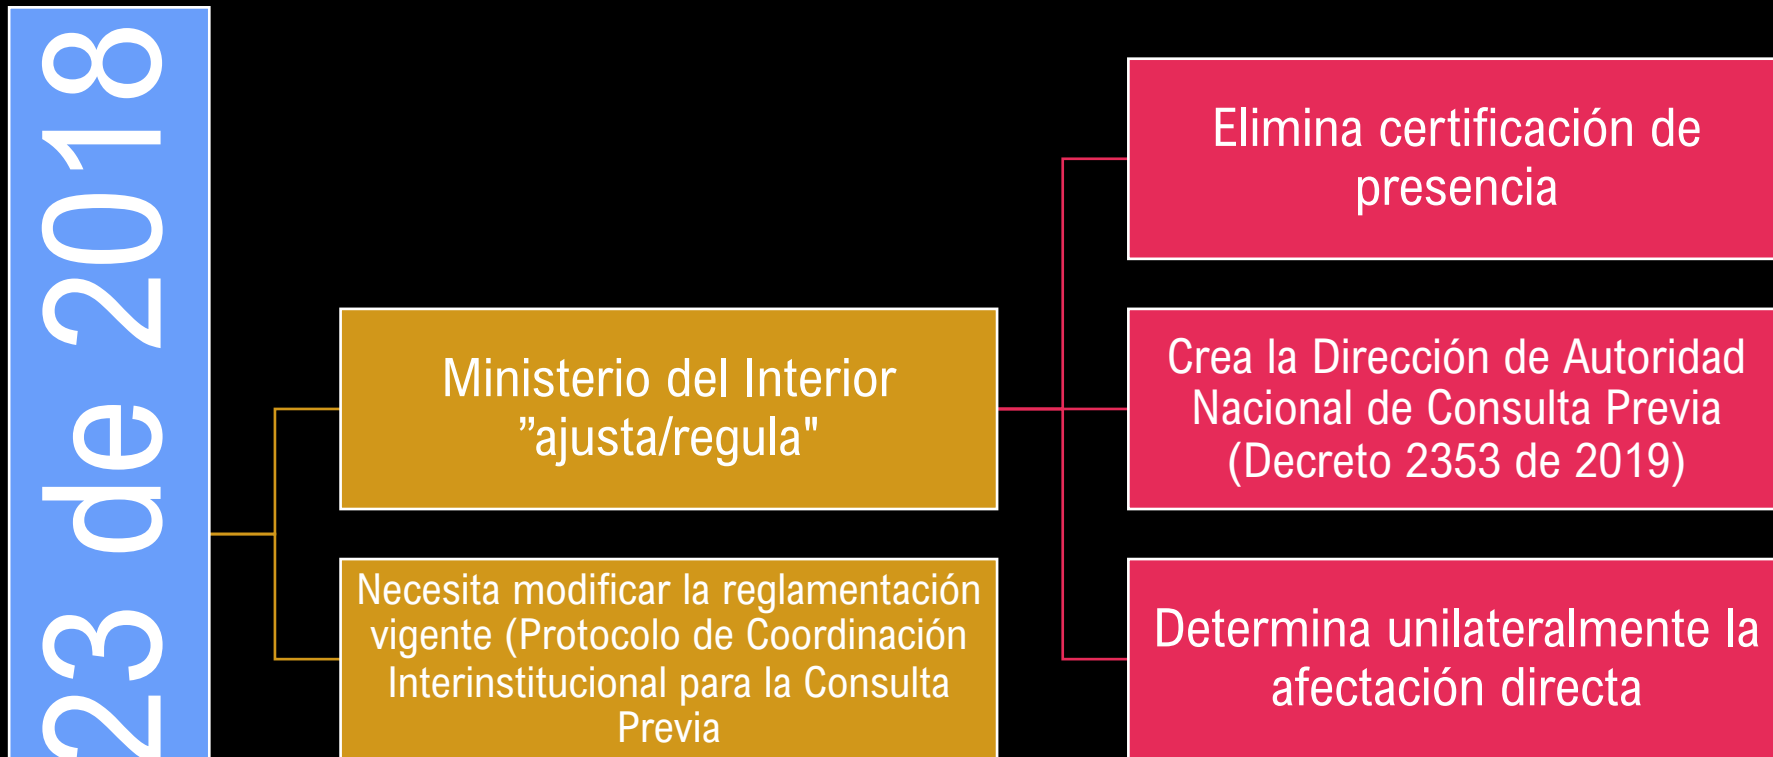 23 de 2018
Ministerio del Interior
”ajusta/regula"
Necesita modificar la reglamentación
vigente (Protocolo de Coordinación
Interinstitucional para la Consulta
Previa
Elimina certificación de
presencia
Crea la Dirección de Autoridad
Nacional de Consulta Previa
(Decreto 2353 de 2019)
Determina unilateralmente la
afectación directa